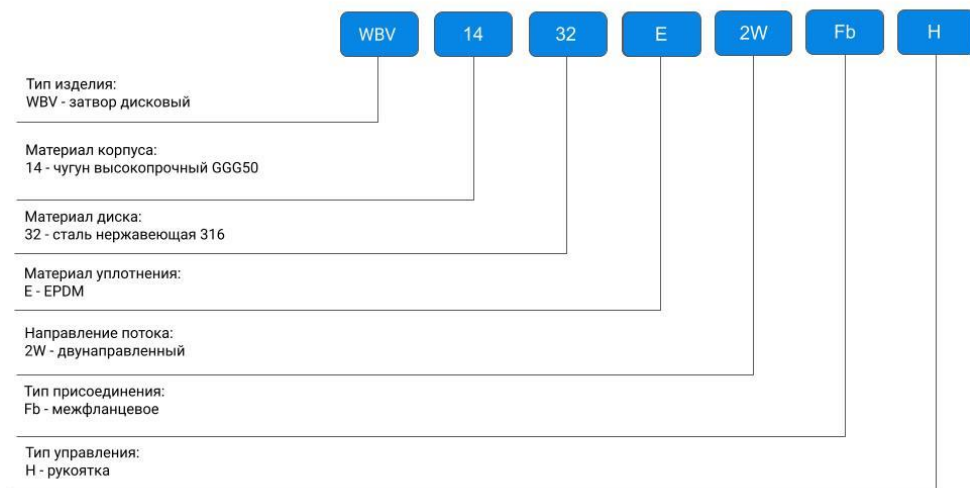 WBV 14 32 E 2W Fb H
Тип изделия:
WBV - затвор дисковый
Материал корпуса:
14 - чугун высокопрочный GGG50
Материал диска:
32 - сталь нержавеющая 316
Материал уплотнения:
E - EPDM
Направление потока:
2W - двунаправленный
Тип присоединения:
Fb - межфланцевое
Тип управления:
H - рукоятка